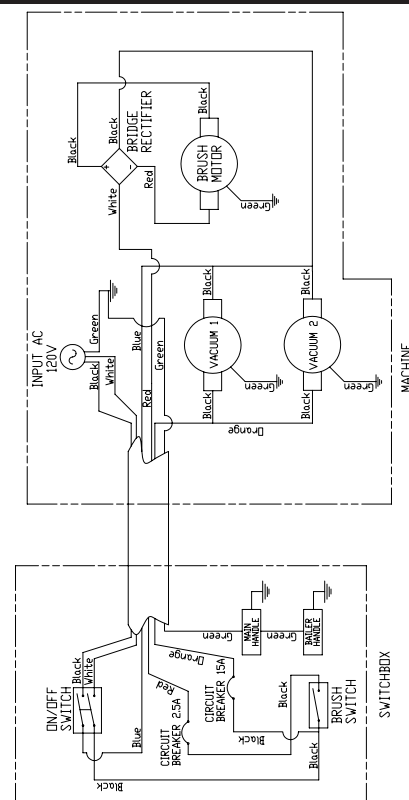 INPUT AC
120V
Black
White
Green
Black
Black
White
BRIDGE
RECTIFIER
+
-
Red
Black
BRUSH
MOTOR
Green
Blue
Green
Red
Black
VACUUM 1
Green
Black
Black
VACUUM 2
Green
Black
Orange
MACHINE
ON/OFF
SWITCH
Black
White
Blue
Black
Red
CIRCUIT
BREAKER 2.5A
Orange
CIRCUIT
BREAKER 15A
Black
Green
MAIN
HANDLE
Green
BAILER
HANDLE
Black
Black
BRUSH
SWITCH
SWITCHBOX